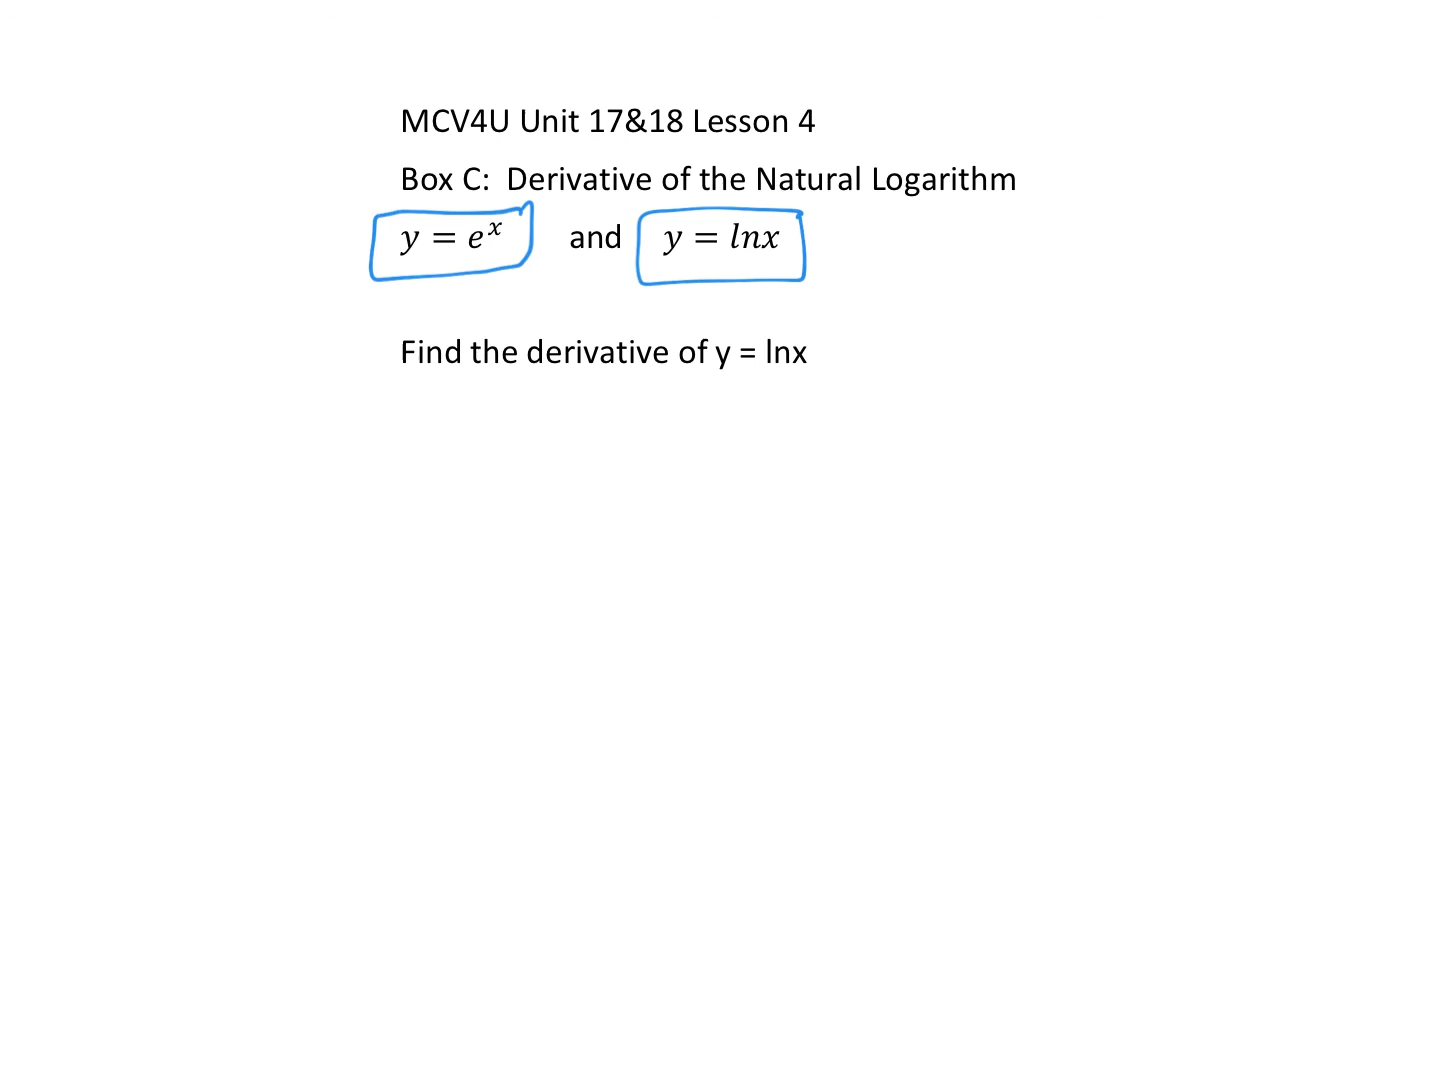 MCV4U Unit 17&18 Lesson 4
Box C: Derivative of the Natural Logarithm
y = eˣ and y = lnx
Find the derivative of y = lnx